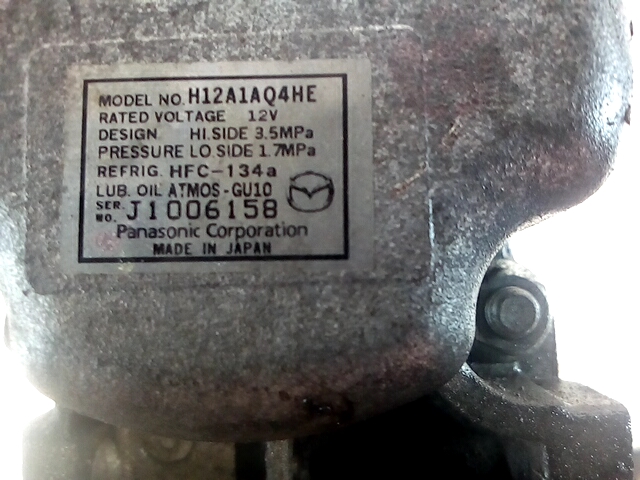 MODEL NO. H12A1AQ4HE
RATED VOLTAGE 12V
DESIGN HI.SIDE 3.5MPa
PRESSURE LO.SIDE 1.7MPa
REFRIG. HFC-134a
LUB. OIL ATMOS-GU10
SER. NO. J1006158
Panasonic Corporation
MADE IN JAPAN